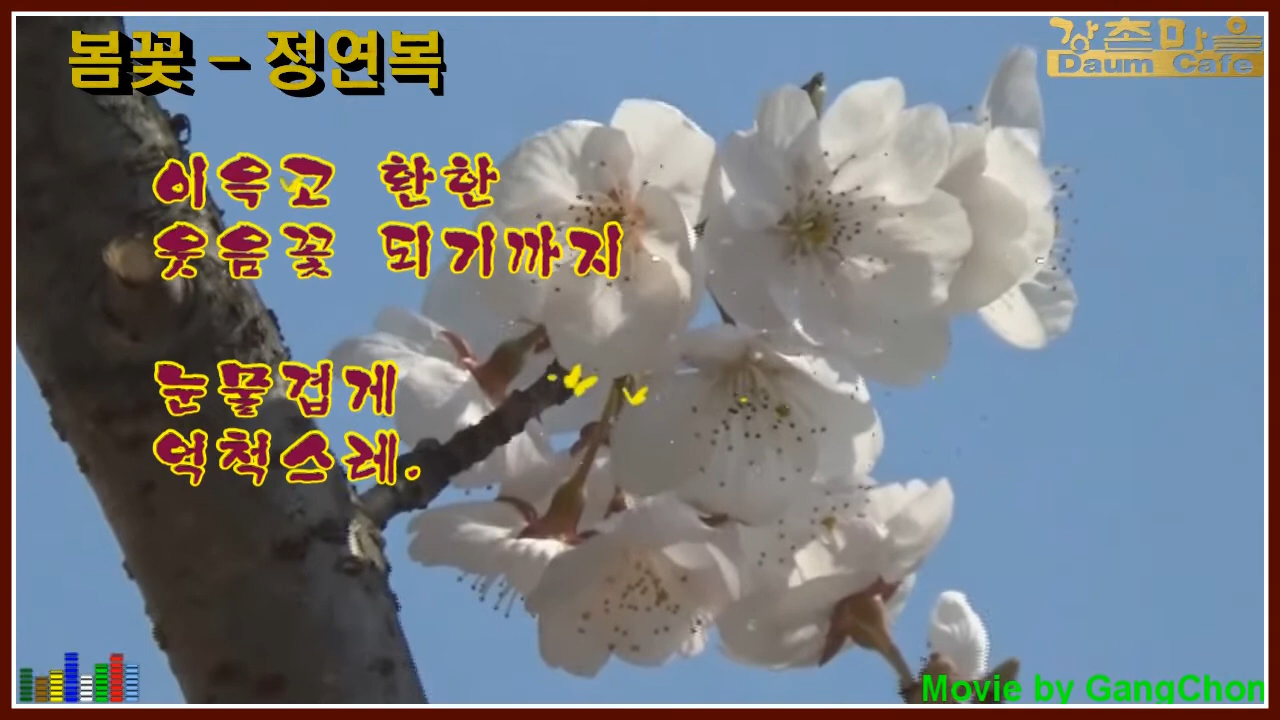 봄꽃 - 정연복
강촌마을
Daum Cafe
이윽고 환한
웃음꽃 되기까지
눈물겹게
억척스레.
Movie by GangChon